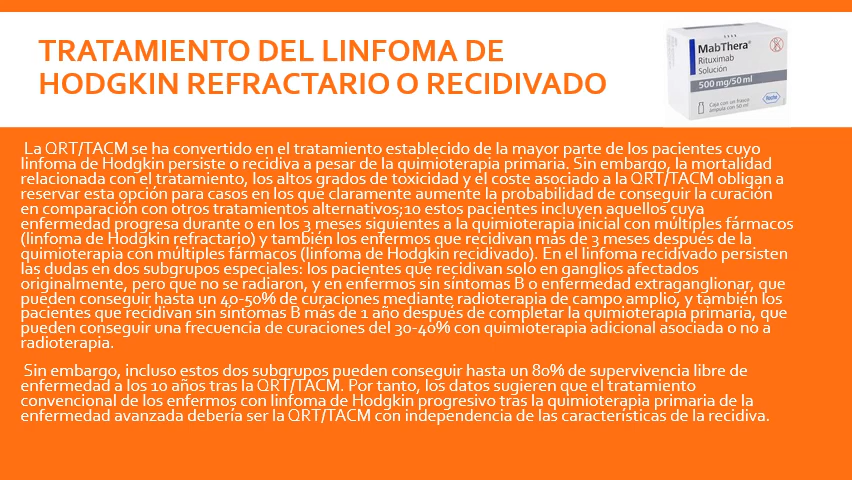 TRATAMIENTO DEL LINFOMA DE
HODGKIN REFRACTARIO O RECIDIVADO
MabThera®
Rituximab
Solución
500 mg/50 ml
Caja con un frasco
ámpula con 50 ml
Roche
La QRT/TACM se ha convertido en el tratamiento establecido de la mayor parte de los pacientes cuyo
linfoma de Hodgkin persiste o recidiva a pesar de la quimioterapia primaria. Sin embargo, la mortalidad
relacionada con el tratamiento, los altos grados de toxicidad y el coste asociado a la QRT/TACM obligan a
reservar esta opción para casos en los que claramente aumente la probabilidad de conseguir la curación
en comparación con otros tratamientos alternativos;10 estos pacientes incluyen aquellos cuya
enfermedad progresa durante o en los 3 meses siguientes a la quimioterapia inicial con múltiples fármacos
(linfoma de Hodgkin refractario) y también los enfermos que recidivan más de 3 meses después de la
quimioterapia con múltiples fármacos (linfoma de Hodgkin recidivado). En el linfoma recidivado persisten
las dudas en dos subgrupos especiales: los pacientes que recidivan solo en ganglios afectados
originalmente, pero que no se radiaron, y en enfermos sin síntomas B o enfermedad extraganglionar, que
pueden conseguir hasta un 40-50% de curaciones mediante radioterapia de campo amplio, y también los
pacientes que recidivan sin síntomas B más de 1 año después de completar la quimioterapia primaria, que
pueden conseguir una frecuencia de curaciones del 30-40% con quimioterapia adicional asociada o no a
radioterapia.
Sin embargo, incluso estos dos subgrupos pueden conseguir hasta un 80% de supervivencia libre de
enfermedad a los 10 años tras la QRT/TACM. Por tanto, los datos sugieren que el tratamiento
convencional de los enfermos con linfoma de Hodgkin progresivo tras la quimioterapia primaria de la
enfermedad avanzada debería ser la QRT/TACM con independencia de las características de la recidiva.